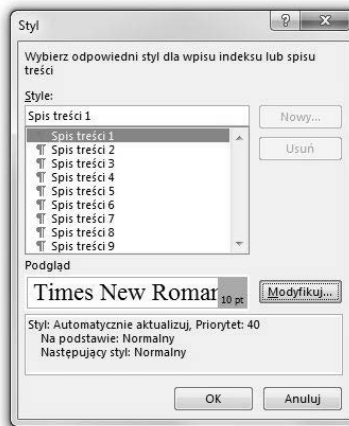 Styl
Wybierz odpowiedni styl dla wpisu indeksu lub spisu
treści
Style:
Spis treści 1
Nowy...
¶ Spis treści 1
¶ Spis treści 2
¶ Spis treści 3
¶ Spis treści 4
¶ Spis treści 5
¶ Spis treści 6
¶ Spis treści 7
¶ Spis treści 8
¶ Spis treści 9
Usuń
Podgląd
Times New Roman
10 pt
Modyfikuj...
Styl: Automatycznie aktualizuj, Priorytet: 40
Na podstawie: Normalny
Następujący styl: Normalny
OK
Anuluj